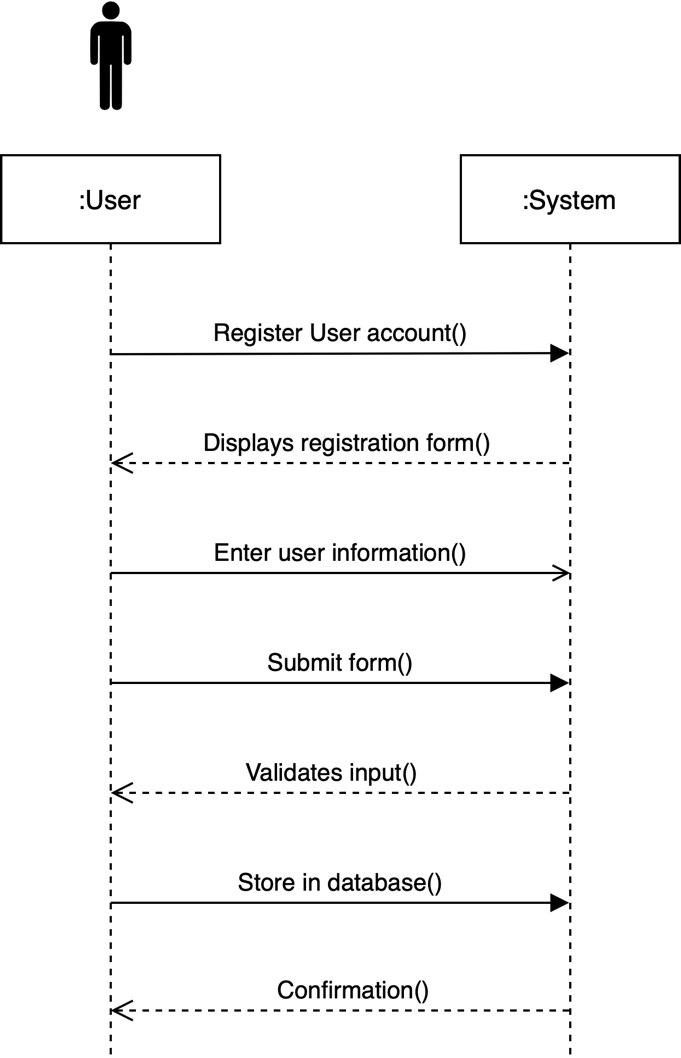 :User
:System
Register User account()
Displays registration form()
Enter user information()
Submit form()
Validates input()
Store in database()
Confirmation()